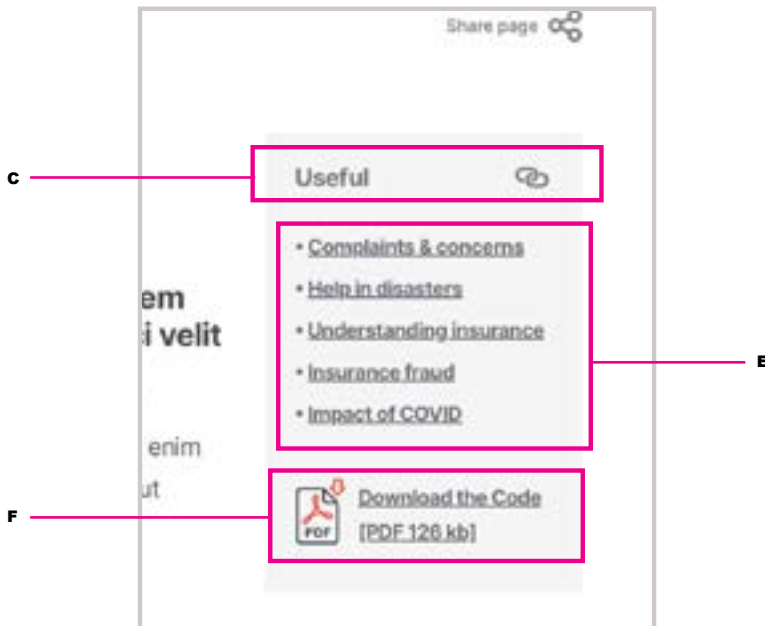 Share page
C
Useful
• Complaints & concerns
• Help in disasters
• Understanding insurance
• Insurance fraud
• Impact of COVID
E
em
i velit
enim
ut
F
PDF
Download the Code
[PDF 126 kb]